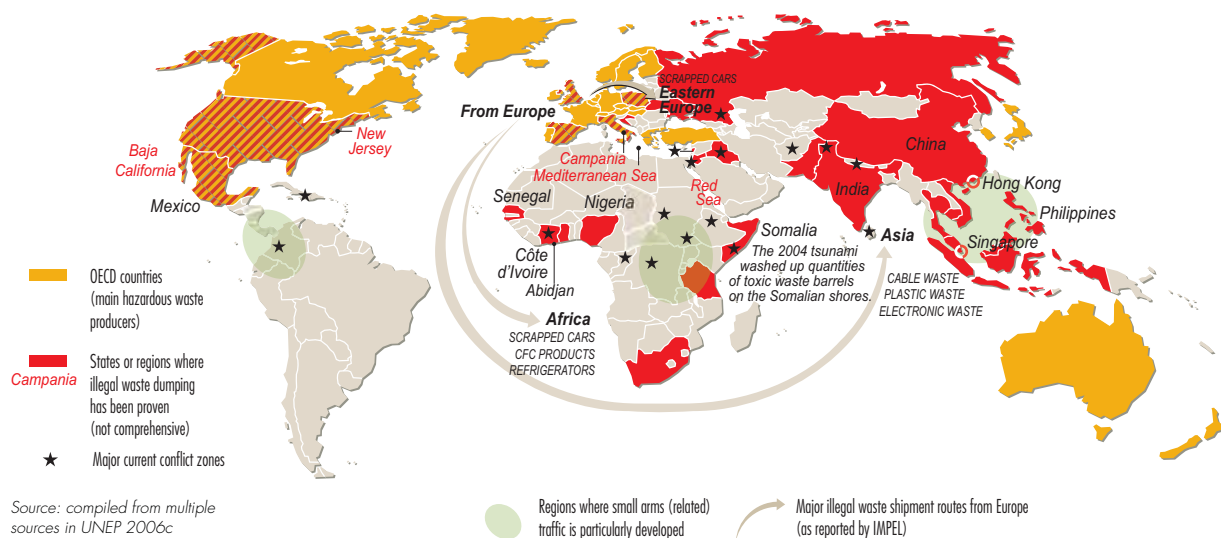 SCRAPPED CARS
Eastern
Europe
From Europe
New
Jersey
Baja
California
Campania
Mediterranean Sea
China
Mexico
Senegal
Nigeria
Red
Sea
India
Hong Kong
Philippines
Somalia
Asia
Singapore
Côte
d'Ivoire
Abidjan
The 2004 tsunami
washed up quantities
of toxic waste barrels
on the Somalian shores.
CABLE WASTE
PLASTIC WASTE
ELECTRONIC WASTE
Africa
SCRAPPED CARS
CFC PRODUCTS
REFRIGERATORS
OECD countries
(main hazardous waste
producers)
Campania
States or regions where
illegal waste dumping
has been proven
(not comprehensive)
Major current conflict zones
Source: compiled from multiple
sources in UNEP 2006c
Regions where small arms (related)
traffic is particularly developed
Major illegal waste shipment routes from Europe
(as reported by IMPEL)